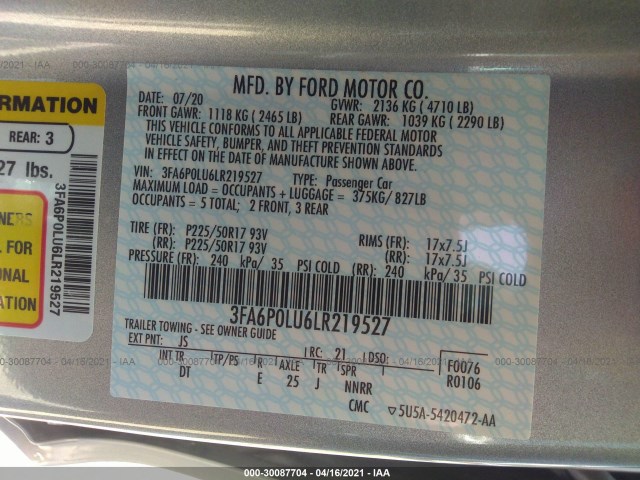 000-30087704 - 04/16/2021 - IAA
ORMATION
REAR: 3
27 lbs.
NERS
L FOR
ONAL
ATION
3FA6P0LU6LR219527
MFD. BY FORD MOTOR CO.
DATE: 07/20 GVWR: 2136 KG ( 4710 LB)
FRONT GAWR: 1118 KG ( 2465 LB) REAR GAWR: 1039 KG ( 2290 LB)
THIS VEHICLE CONFORMS TO ALL APPLICABLE FEDERAL MOTOR
VEHICLE SAFETY, BUMPER, AND THEFT PREVENTION STANDARDS
IN EFFECT ON THE DATE OF MANUFACTURE SHOWN ABOVE.
VIN: 3FA6P0LU6LR219527 TYPE: Passenger Car
MAXIMUM LOAD = OCCUPANTS + LUGGAGE = 375KG/ 827LB
OCCUPANTS = 5 TOTAL; 2 FRONT, 3 REAR
TIRE (FR): P225/50R17 93V RIMS (FR): 17x7.5J
(RR): P225/50R17 93V (RR): 17x7.5J
PRESSURE (FR): 240 kPa/ 35 PSI COLD (RR): 240 kPa/ 35 PSI COLD
3FA6P0LU6LR219527
TRAILER TOWING - SEE OWNER GUIDE
EXT PNT: JS RC: 21 DSO: F0076
INT TR TP/PS R AXLE TR SPR R0106
DT E 25 J NNRR
CMC ▽5U5A-5420472-AA
000-30087704 - 04/16/2021 - IAA